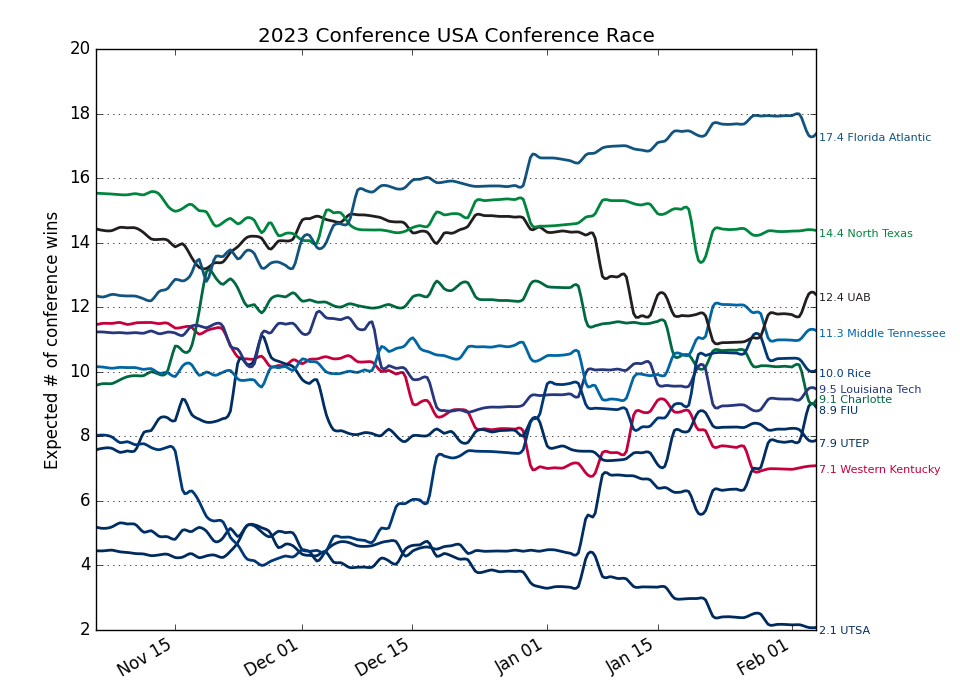 2023 Conference USA Conference Race
Expected # of conference wins
20
18
16
14
12
10
8
6
4
2
17.4 Florida Atlantic
14.4 North Texas
12.4 UAB
11.3 Middle Tennessee
10.0 Rice
9.5 Louisiana Tech
9.1 Charlotte
8.9 FIU
7.9 UTEP
7.1 Western Kentucky
2.1 UTSA
Nov 15
Dec 01
Dec 15
Jan 01
Jan 15
Feb 01